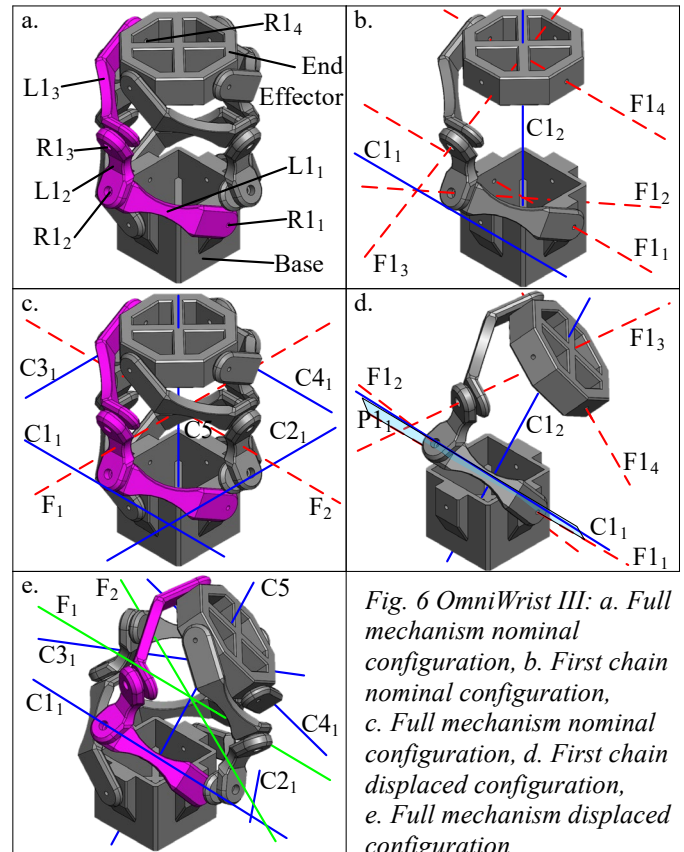 a.
R1₄
End
Effector
L1₃
R1₃
L1₂
R1₂
L1₁
R1₁
Base
b.
F1₄
C1₂
C1₁
F1₂
F1₁
F1₃
c.
C3₁
C4₁
C5
C1₁
C2₁
F₁
F₂
d.
F1₃
F1₂
P1₁
C1₂
F1₄
C1₁
F1₁
e.
F₂
F₁
C5
C3₁
C1₁
C4₁
C2₁
Fig. 6 OmniWrist III: a. Full
mechanism nominal
configuration, b. First chain
nominal configuration,
c. Full mechanism nominal
configuration, d. First chain
displaced configuration,
e. Full mechanism displaced
configuration